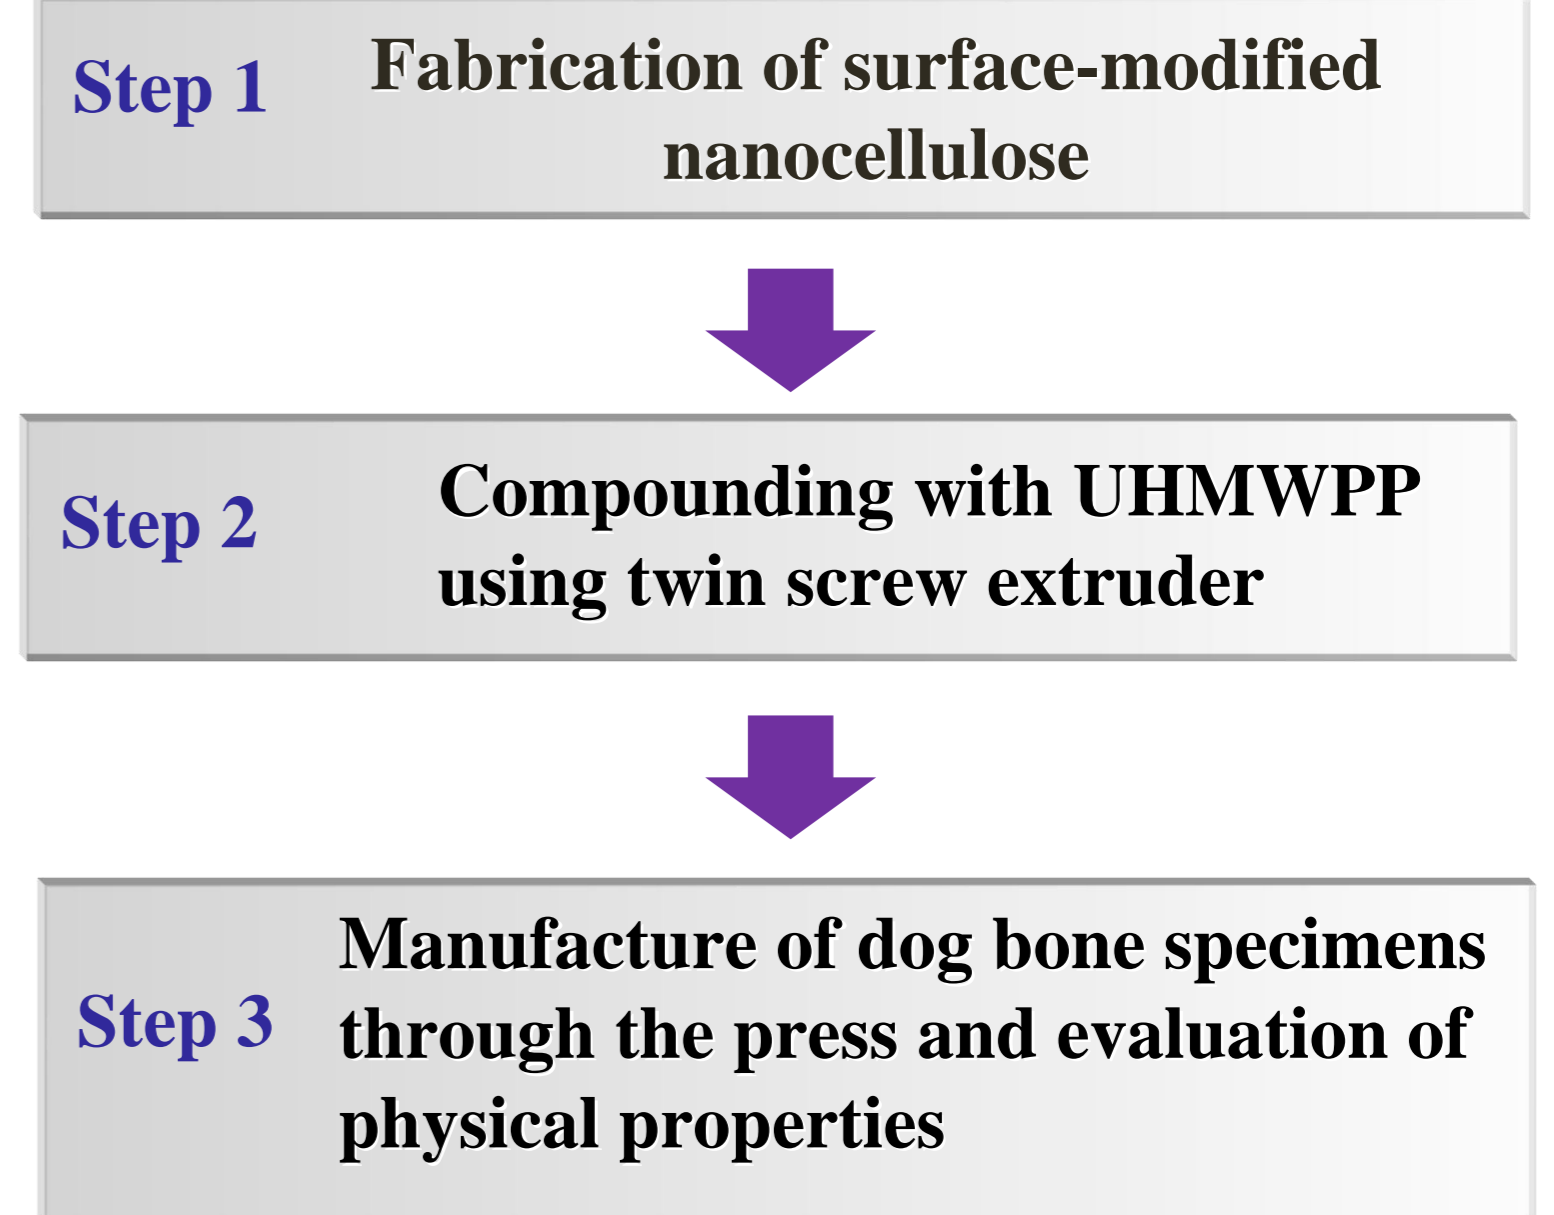 Step 1
Fabrication of surface-modified
nanocellulose
Step 2
Compounding with UHMWPP
using twin screw extruder
Step 3
Manufacture of dog bone specimens
through the press and evaluation of
physical properties